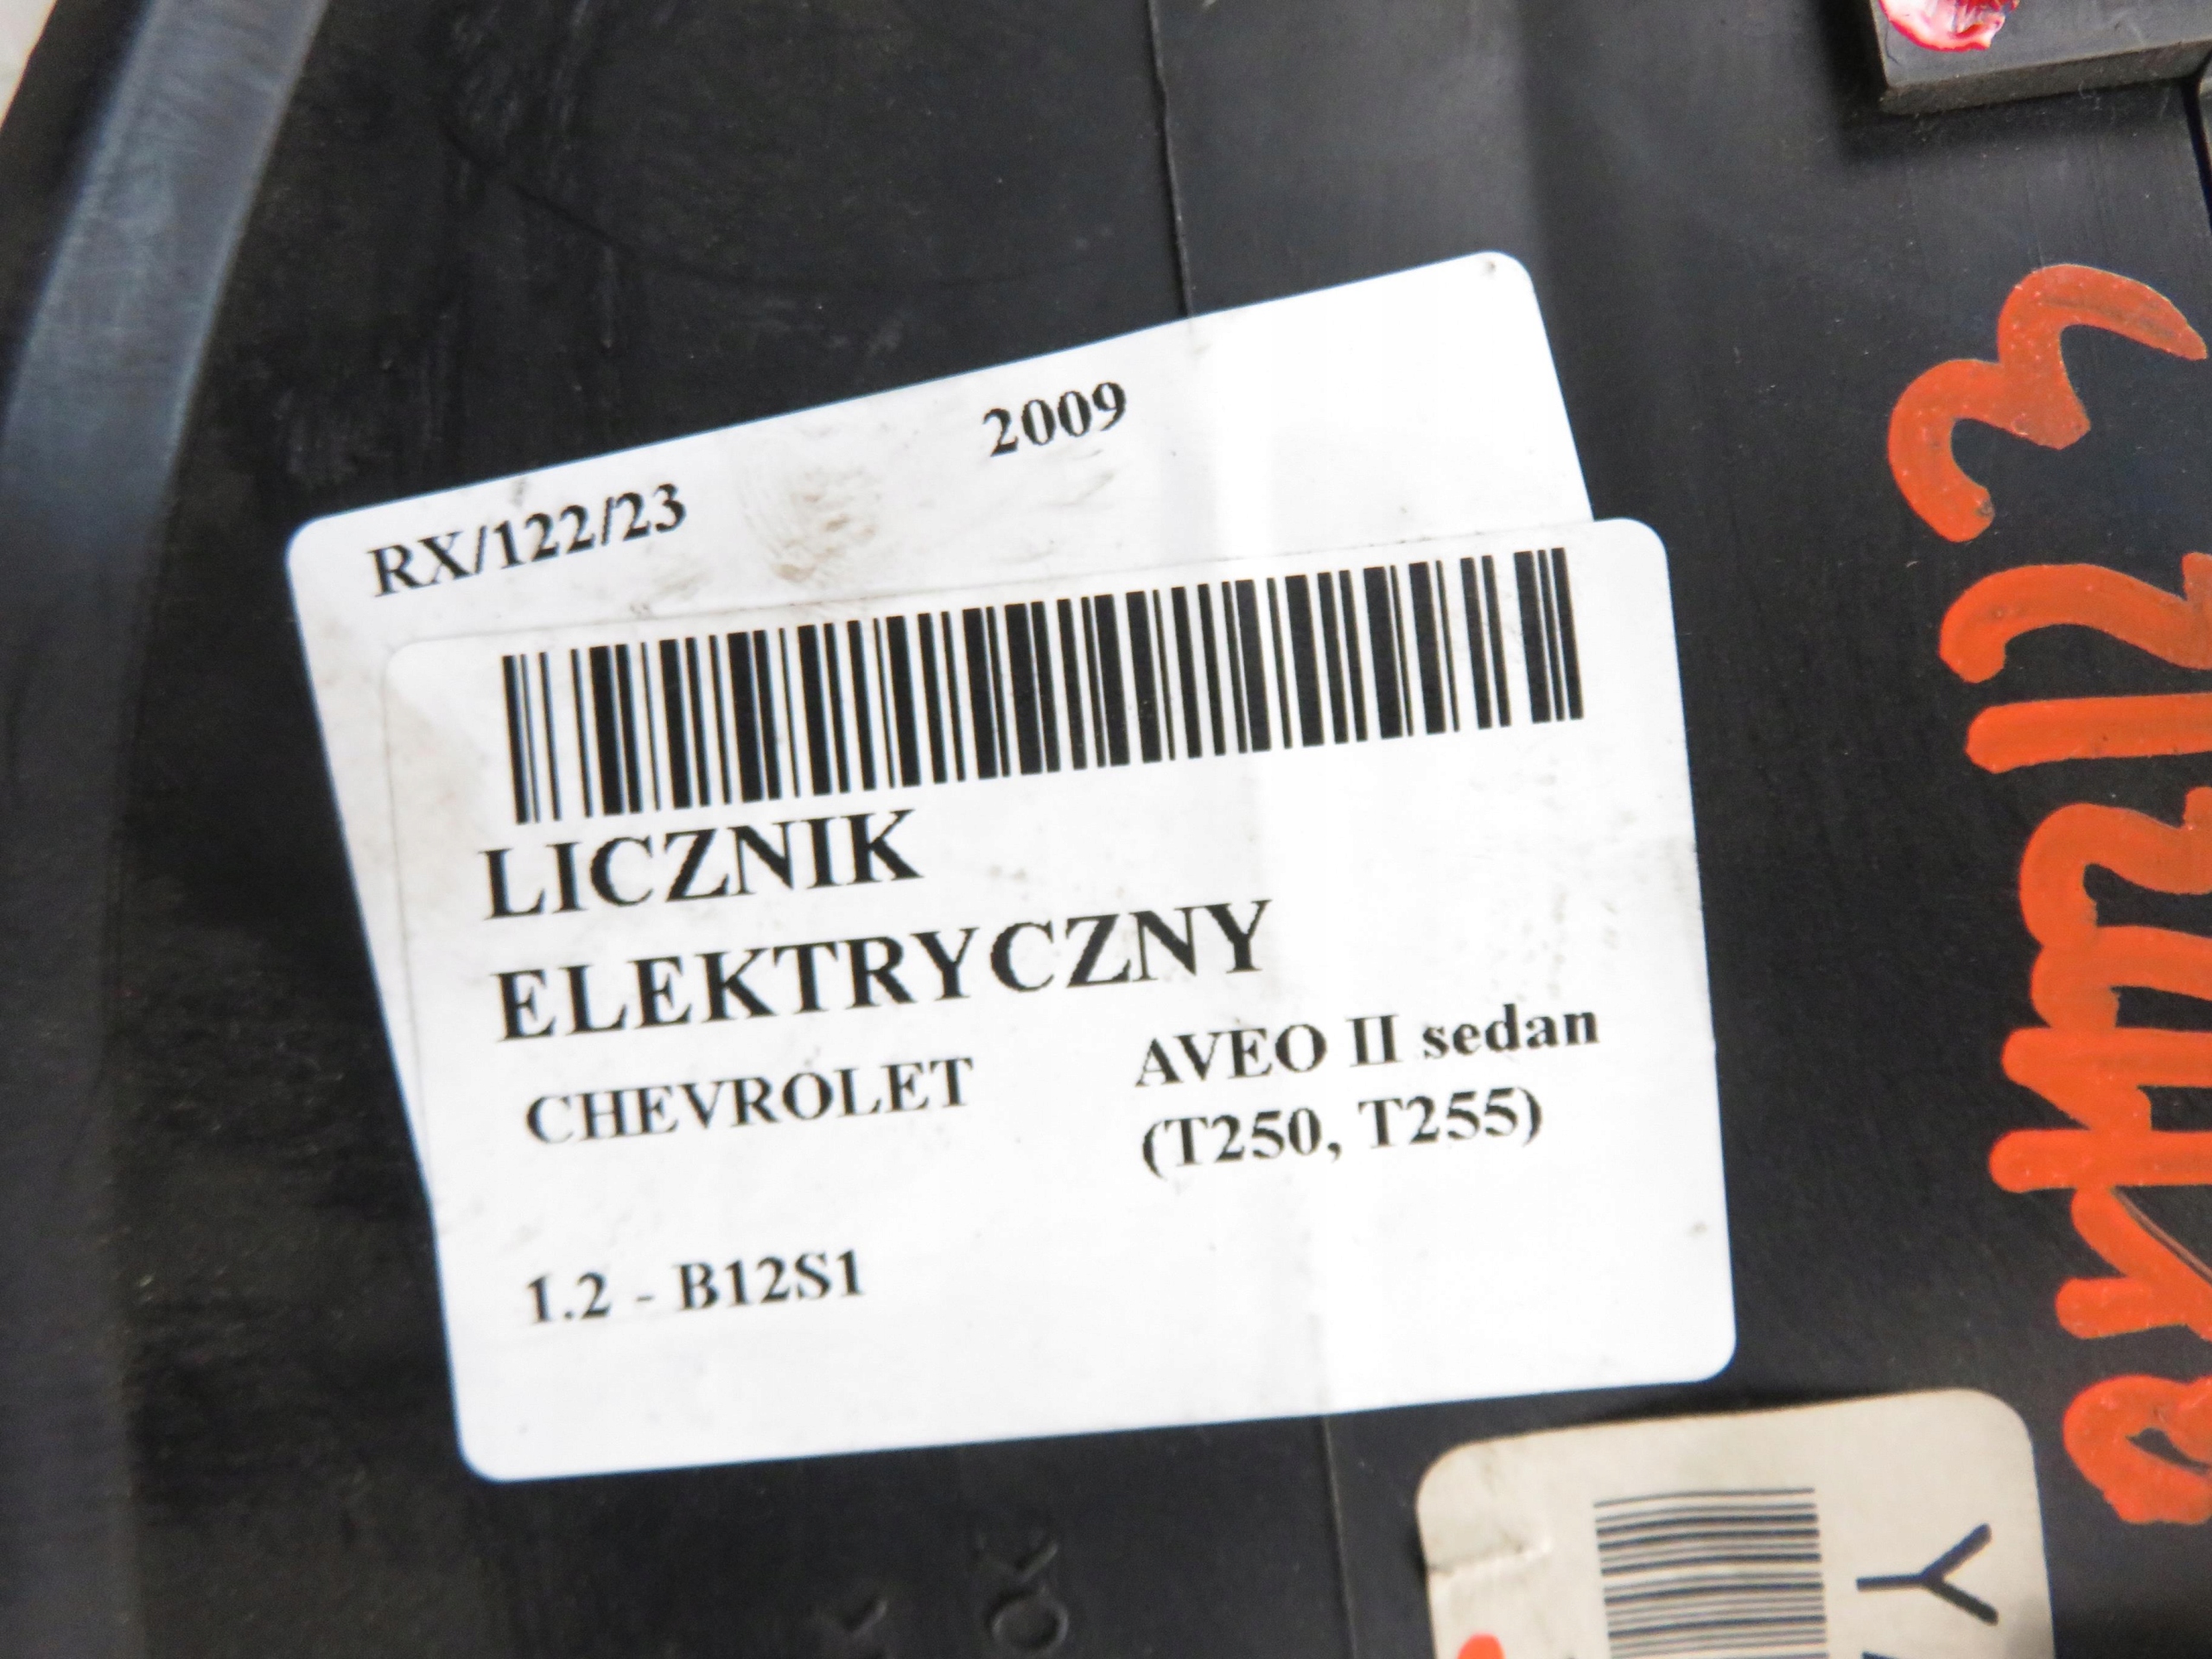 RX/122/23 2009
LICZNIK
ELEKTRYCZNY
CHEVROLET AVEO II sedan
(T250, T255)
1.2 - B12S1
Y